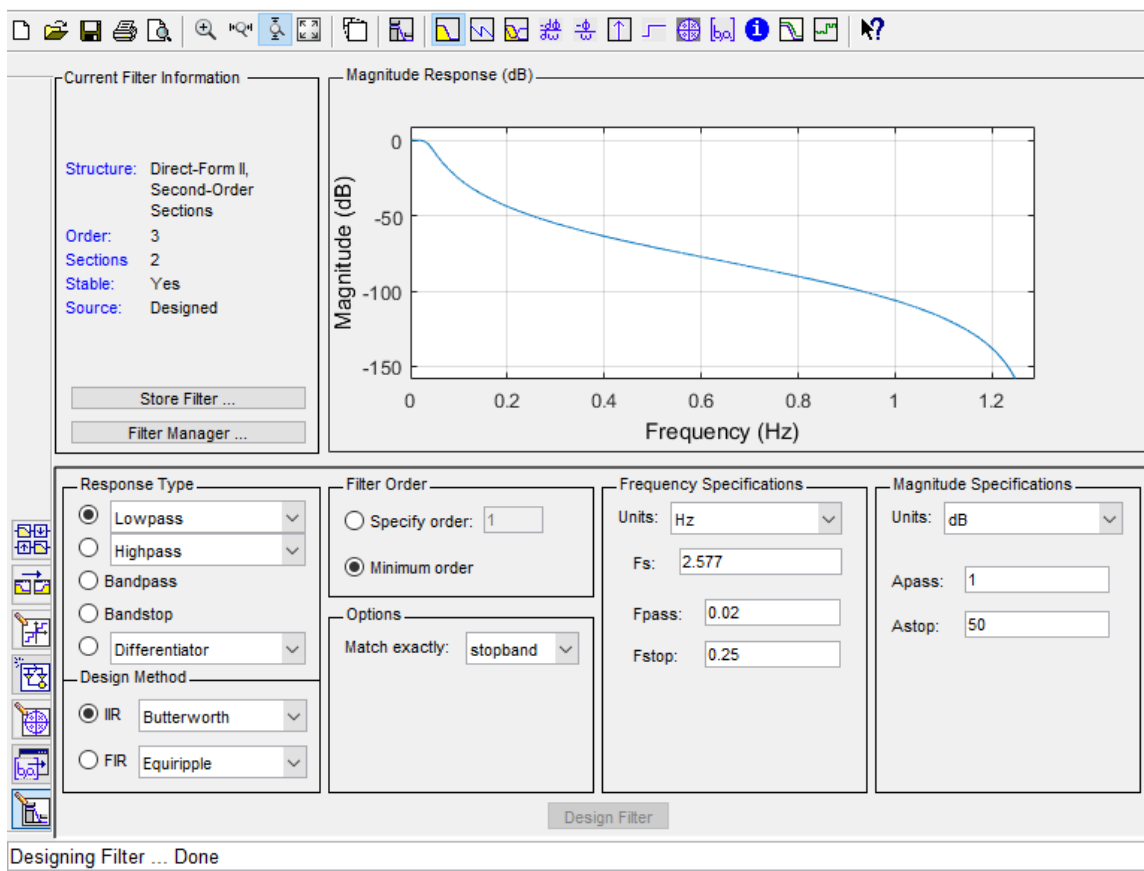 Current Filter Information
Structure: Direct-Form II,
Second-Order
Sections
Order: 3
Sections 2
Stable: Yes
Source: Designed
Store Filter ...
Filter Manager ...
Magnitude Response (dB)
Magnitude (dB)
0
-50
-100
-150
0 0.2 0.4 0.6 0.8 1 1.2
Frequency (Hz)
Response Type
Lowpass
Highpass
Bandpass
Bandstop
Differentiator
Design Method
IIR Butterworth
FIR Equiripple
Filter Order
Specify order: 1
Minimum order
Options
Match exactly: stopband
Frequency Specifications
Units: Hz
Fs: 2.577
Fpass: 0.02
Fstop: 0.25
Magnitude Specifications
Units: dB
Apass: 1
Astop: 50
Design Filter
Designing Filter ... Done